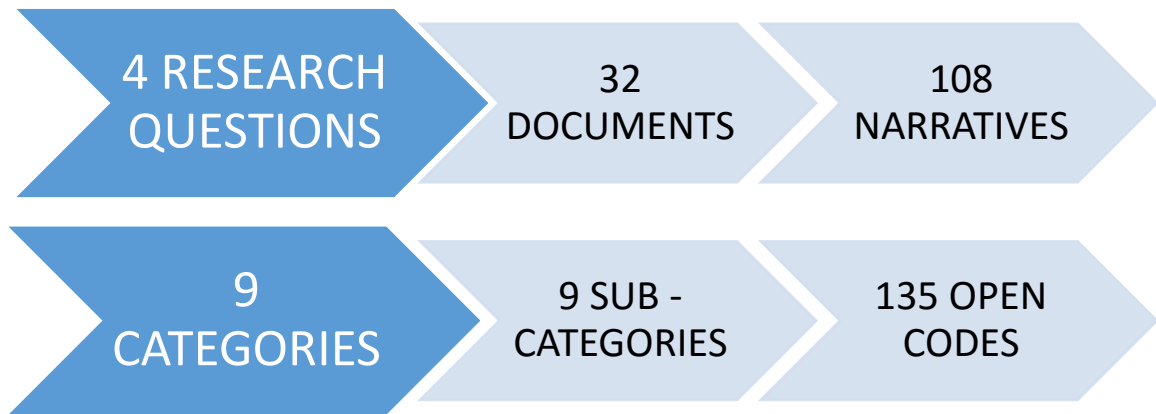 4 RESEARCH
QUESTIONS
32
DOCUMENTS
108
NARRATIVES
9
CATEGORIES
9 SUB -
CATEGORIES
135 OPEN
CODES